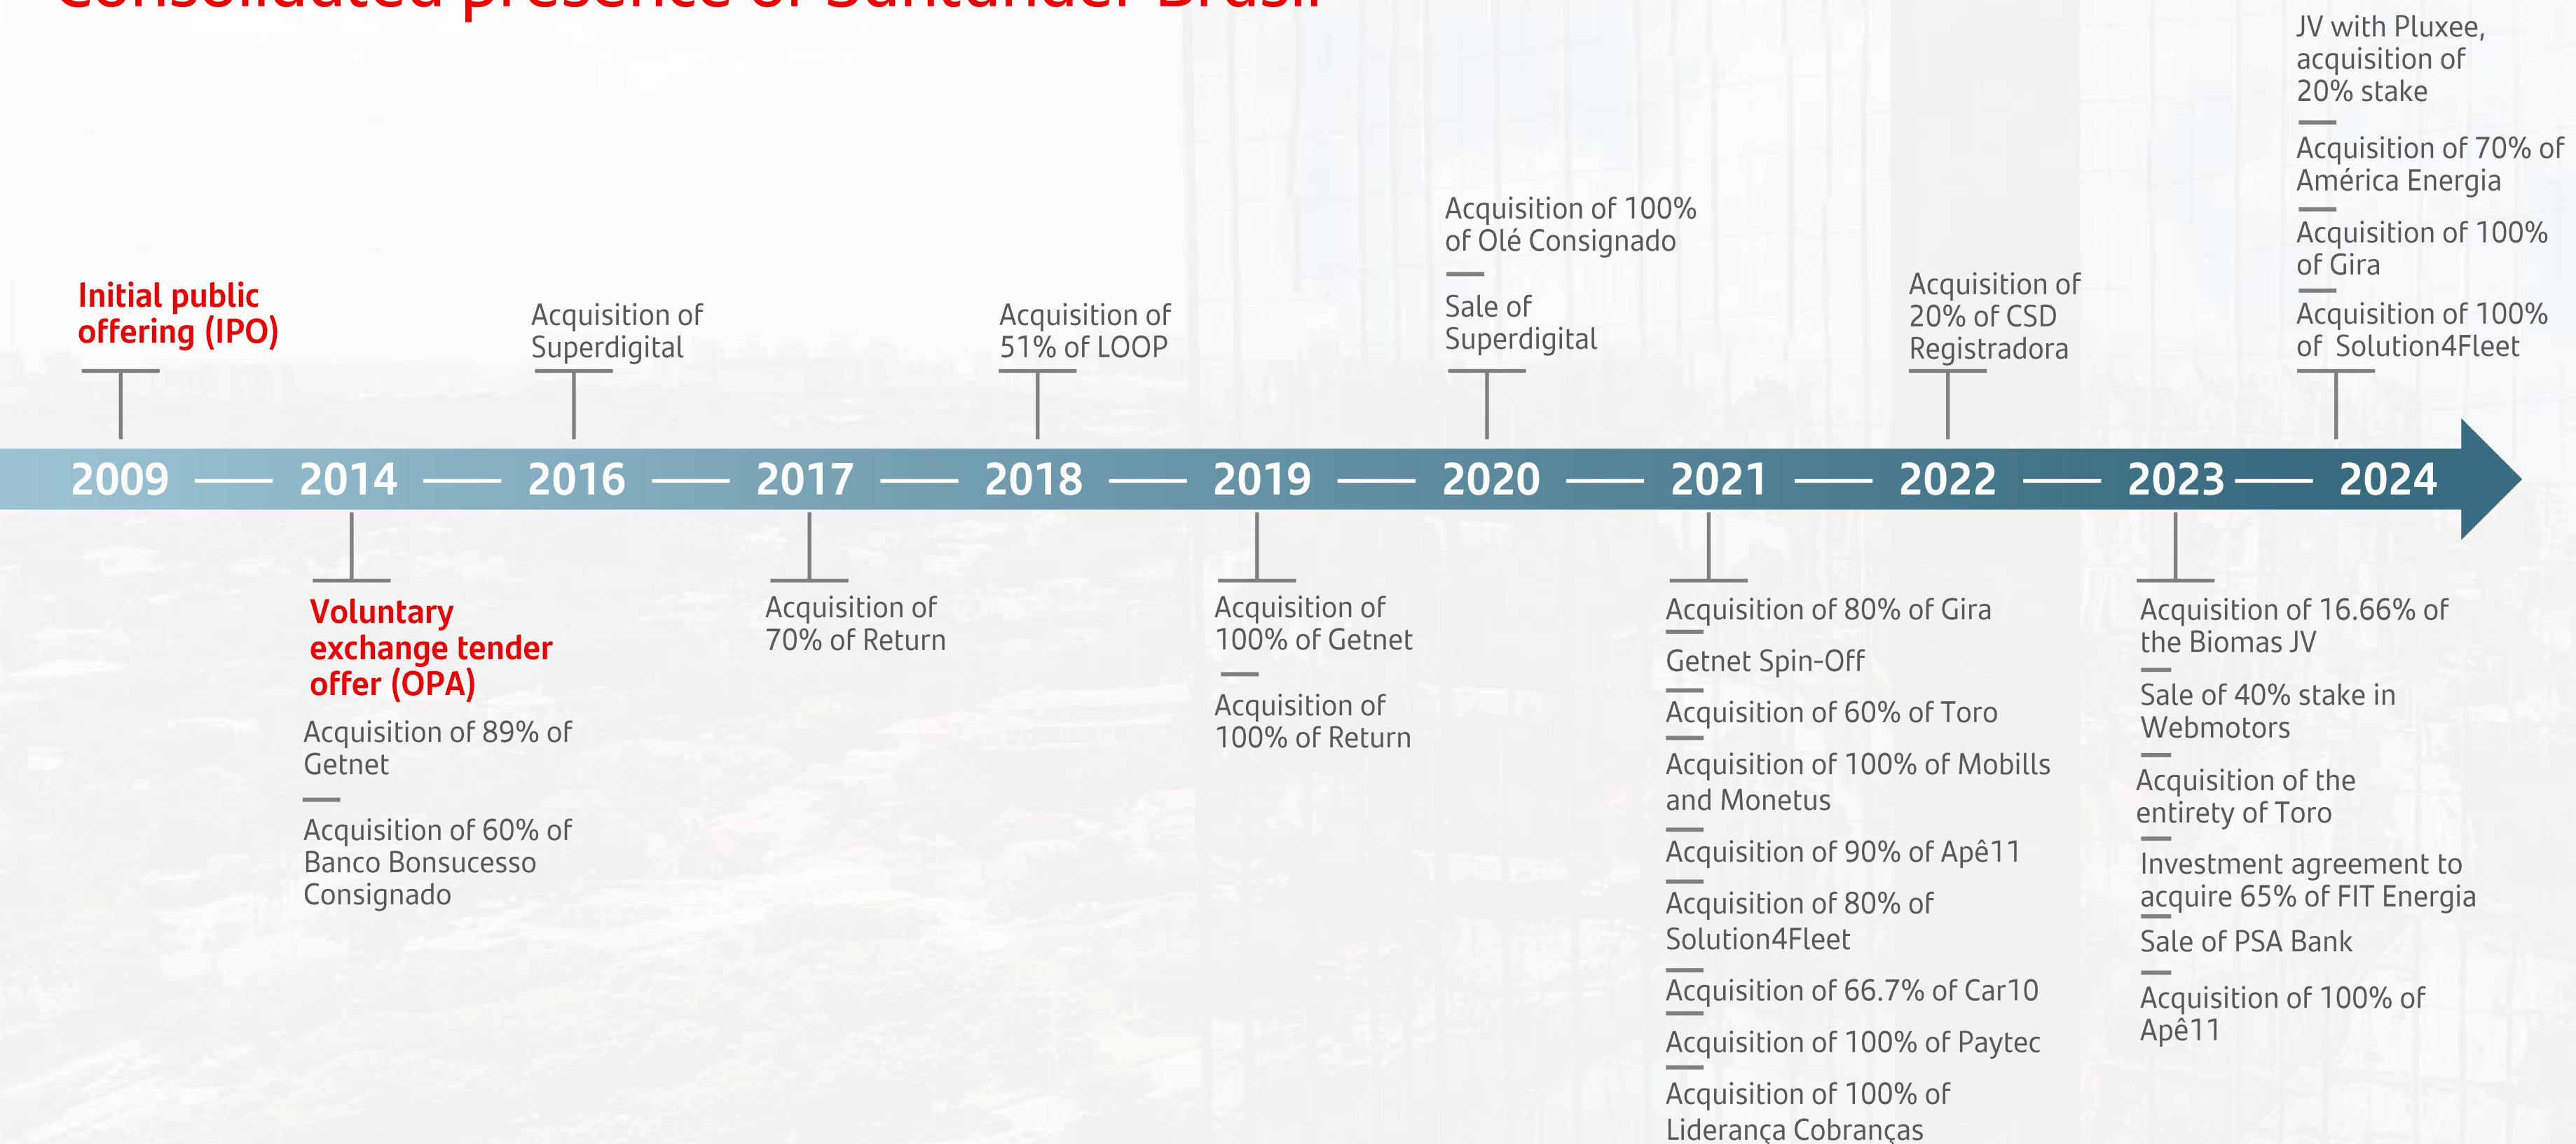 Consolidated presence of Santander Brasil
Initial public
offering (IPO)
Acquisition of
Superdigital
Acquisition of
51% of LOOP
Acquisition of 100%
of Olé Consignado
Sale of
Superdigital
Acquisition of
20% of CSD
Registradora
JV with Pluxee,
acquisition of
20% stake
Acquisition of 70% of
América Energia
Acquisition of 100%
of Gira
Acquisition of 100%
of Solution4Fleet
2009 — 2014 — 2016 — 2017 — 2018 — 2019 — 2020 — 2021 — 2022 — 2023 — 2024
Voluntary
exchange tender
offer (OPA)
Acquisition of 89% of
Getnet
Acquisition of 60% of
Banco Bonsucesso
Consignado
Acquisition of
70% of Return
Acquisition of
100% of Getnet
Acquisition of
100% of Return
Acquisition of 80% of Gira
Getnet Spin-Off
Acquisition of 60% of Toro
Acquisition of 100% of Mobills
and Monetus
Acquisition of 90% of Apê11
Acquisition of 80% of
Solution4Fleet
Acquisition of 66.7% of Car10
Acquisition of 100% of Paytec
Acquisition of 100% of
Liderança Cobranças
Acquisition of 16.66% of
the Biomas JV
Sale of 40% stake in
Webmotors
Acquisition of the
entirety of Toro
Investment agreement to
acquire 65% of FIT Energia
Sale of PSA Bank
Acquisition of 100% of
Apê11